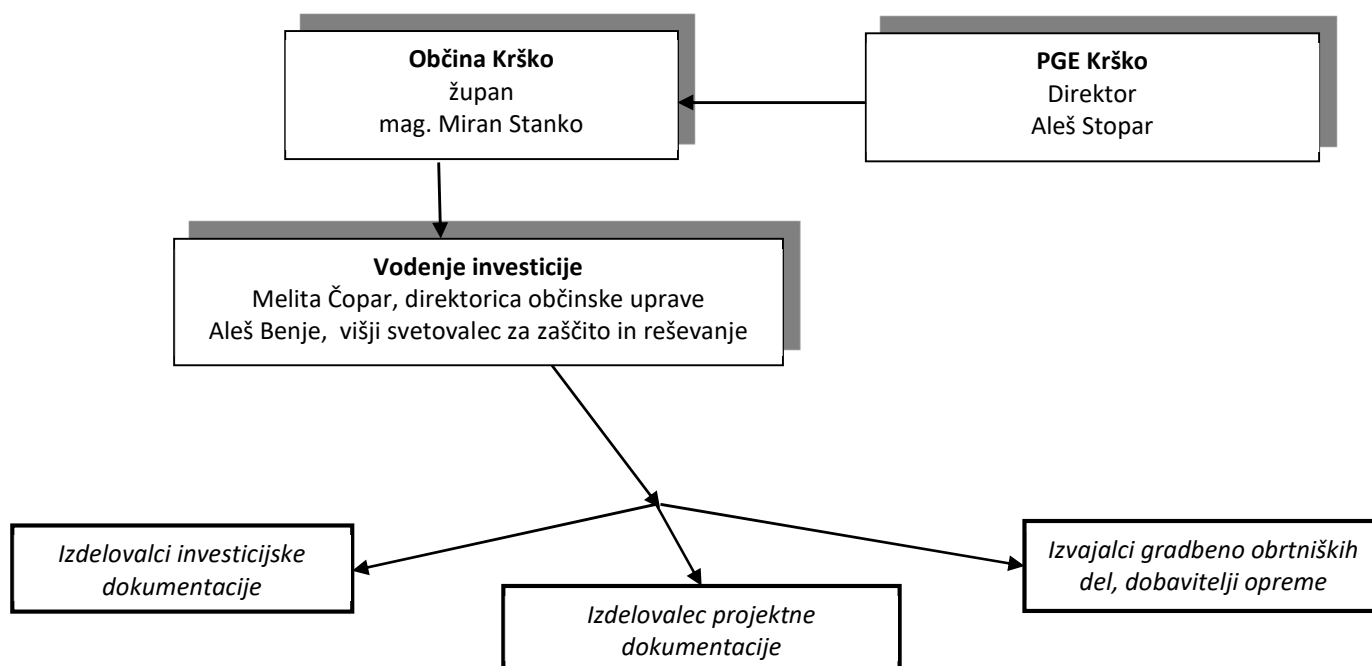 Občina Krško
župan
mag. Miran Stanko
PGE Krško
Direktor
Aleš Stopar
Vodenje investicije
Melita Čopar, direktorica občinske uprave
Aleš Benje, višji svetovalec za zaščito in reševanje
Izdelovalci investicijske
dokumentacije
Izdelovalec projektne
dokumentacije
Izvajalci gradbeno obrtniških
del, dobavitelji opreme